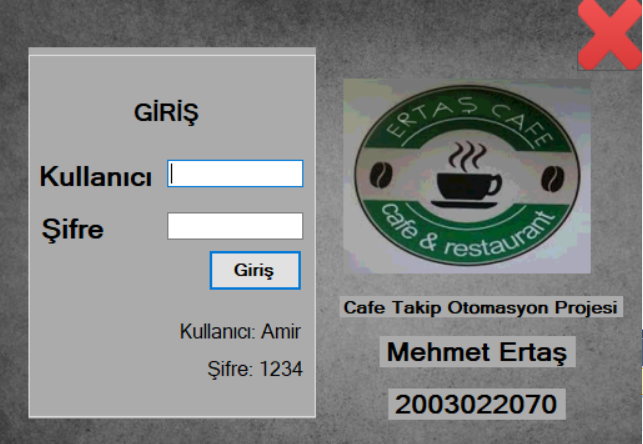 GİRİŞ
Kullanıcı
Şifre
Giriş
Kullanıcı: Amir
Şifre: 1234
ERTAŞ CAFE
cafe & restaurant
Cafe Takip Otomasyon Projesi
Mehmet Ertaş
2003022070